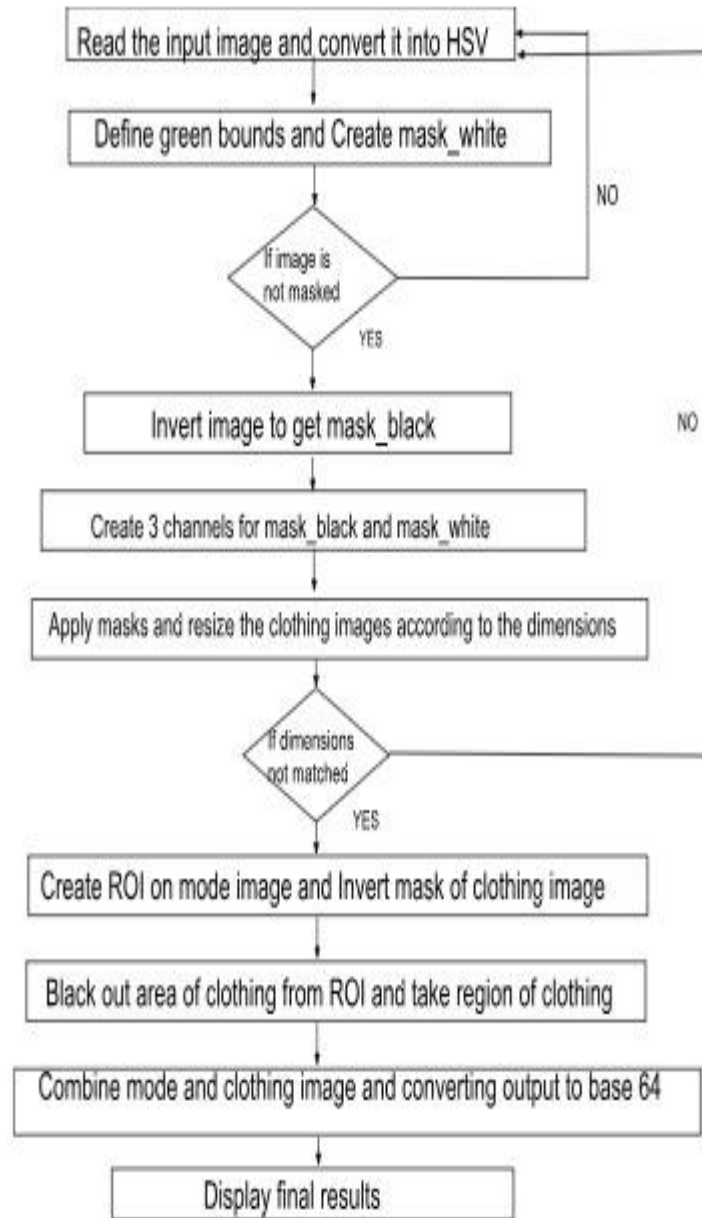 Read the input image and convert it into HSV
Define green bounds and Create mask_white
NO
If image is
not masked
YES
Invert image to get mask_black
NO
Create 3 channels for mask_black and mask_white
Apply masks and resize the clothing images according to the dimensions
If dimensions
not matched
YES
Create ROI on mode image and Invert mask of clothing image
Black out area of clothing from ROI and take region of clothing
Combine mode and clothing image and converting output to base 64
Display final results